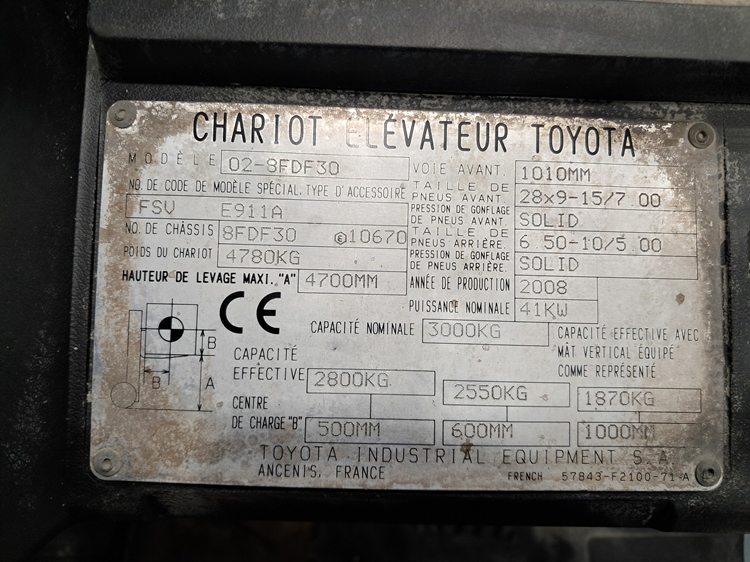 CHARIOT ELÉVATEUR TOYOTA
MODÈLE 02-8FDF30 VOIE AVANT. 1010MM
NO. DE CODE DE MODÈLE SPÉCIAL. TYPE D'ACCESSOIRE TAILLE DE PNEUS AVANT. 28x9-15/7.00
FSV E911A PRESSION DE GONFLAGE DE PNEUS AVANT. SOLID
NO. DE CHÂSSIS 8FDF30 Ⓔ10670 TAILLE DE PNEUS ARRIÈRE. 6.50-10/5.00
POIDS DU CHARIOT 4780KG PRESSION DE GONFLAGE DE PNEUS ARRIÈRE. SOLID
HAUTEUR DE LEVAGE MAXI. "A" 4700MM ANNÉE DE PRODUCTION 2008
PUISSANCE NOMINALE 41KW
CE CAPACITÉ NOMINALE 3000KG
CAPACITÉ EFFECTIVE AVEC
MÂT VERTICAL ÉQUIPÉ
COMME REPRÉSENTÉ
B
B A
CAPACITÉ
EFFECTIVE 2800KG 2550KG 1870KG
CENTRE
DE CHARGE "B" 500MM 600MM 1000MM
TOYOTA INDUSTRIAL EQUIPMENT S.A.
ANCENIS, FRANCE FRENCH 57843-F2100-71-A